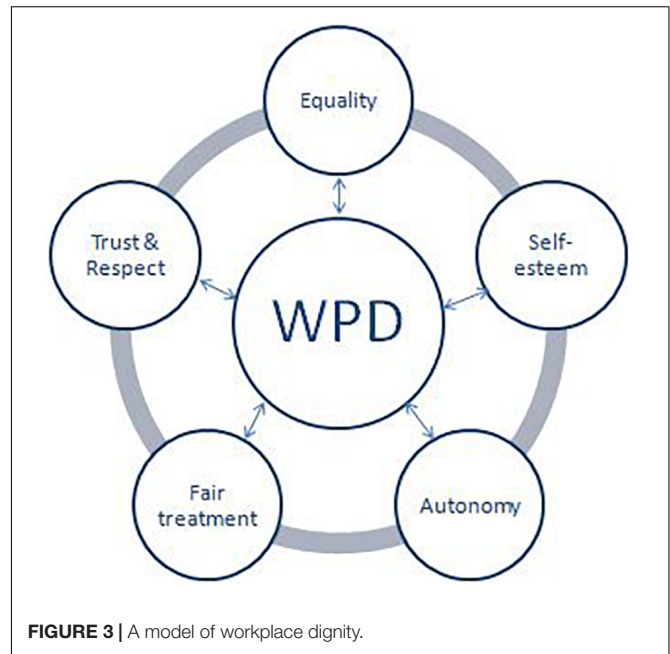 Equality
Trust &
Respect
Self-
esteem
WPD
Fair
treatment
Autonomy
FIGURE 3 | A model of workplace dignity.